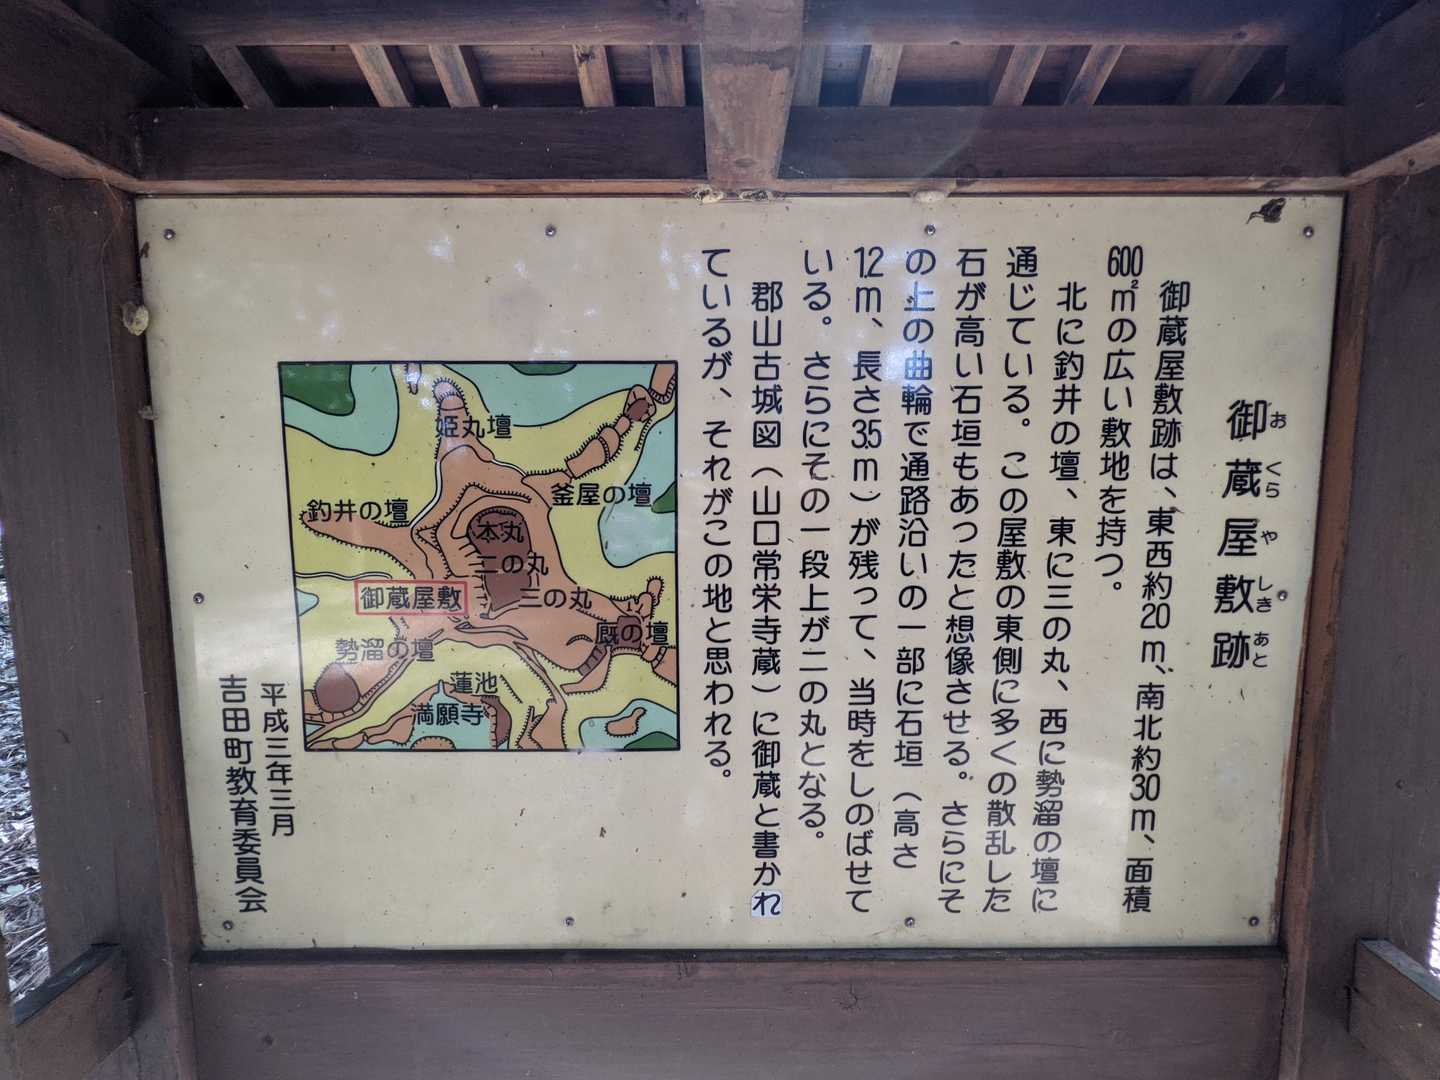 御蔵屋敷跡
おくらやしきあと
御蔵屋敷跡は、東西約20m、南北約30m、面積
600㎡の広い敷地を持つ。
北に釣井の壇、東に三の丸、西に勢溜の壇に
通じている。この屋敷の東側に多くの散乱した
石が高い石垣もあったと想像させる。さらにそ
の上の曲輪で通路沿いの一部に石垣（高さ
1.2m、長さ3.5m）が残って、当時をしのばせて
いる。さらにその一段上が二の丸となる。
郡山古城図（山口常栄寺蔵）に御蔵と書かれ
ているが、それがこの地と思われる。
姫丸壇
釜屋の壇
釣井の壇
本丸
二の丸
三の丸
御蔵屋敷
厩の壇
勢溜の壇
蓮池
満願寺
平成三年三月
吉田町教育委員会